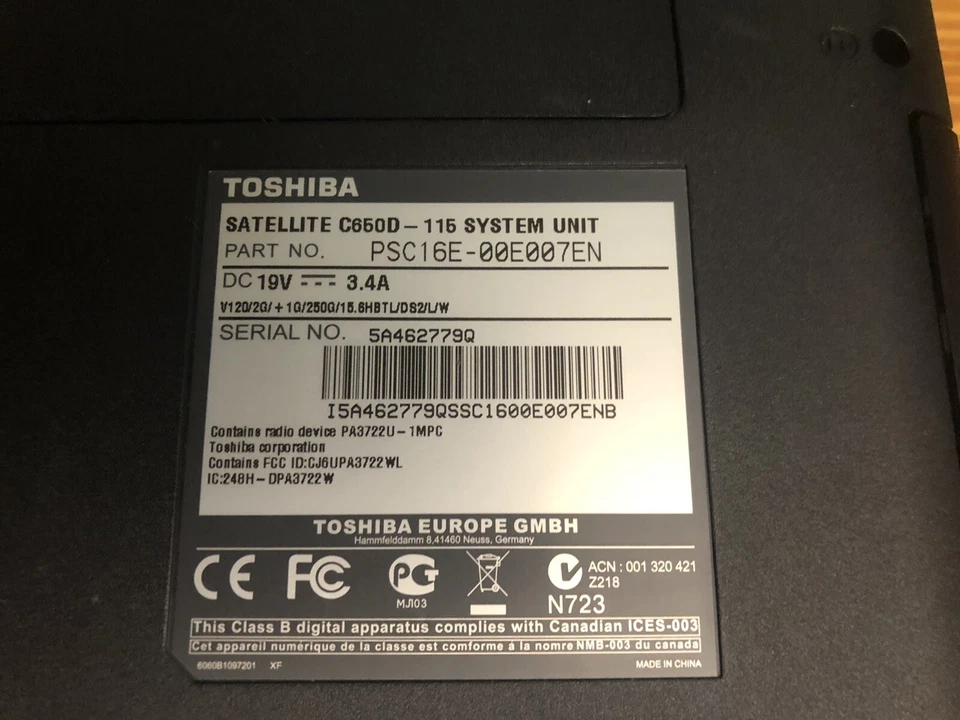 TOSHIBA
SATELLITE C650D – 115 SYSTEM UNIT
PART NO. PSC16E-00E007EN
DC 19V 3.4A
V120/2G/+1G/250G/15.6HBTL/DS2/L/W
SERIAL NO. 5A462779Q
I5A462779QSSC1600E007ENB
Contains radio device PA3722U-1MPC
Toshiba corporation
Contains FCC ID:CJ6UPA3722WL
IC:248H-DPA3722W
TOSHIBA EUROPE GMBH
Hammfelddamm 8,41460 Neuss, Germany
CE FC PG ACN : 001 320 421
Z218
МЛ03 N723
This Class B digital apparatus complies with Canadian ICES-003
Cet appareil numérique de la classe est conforme à la nomre NMB-003 du canada
6060B1097201 XF MADE IN CHINA